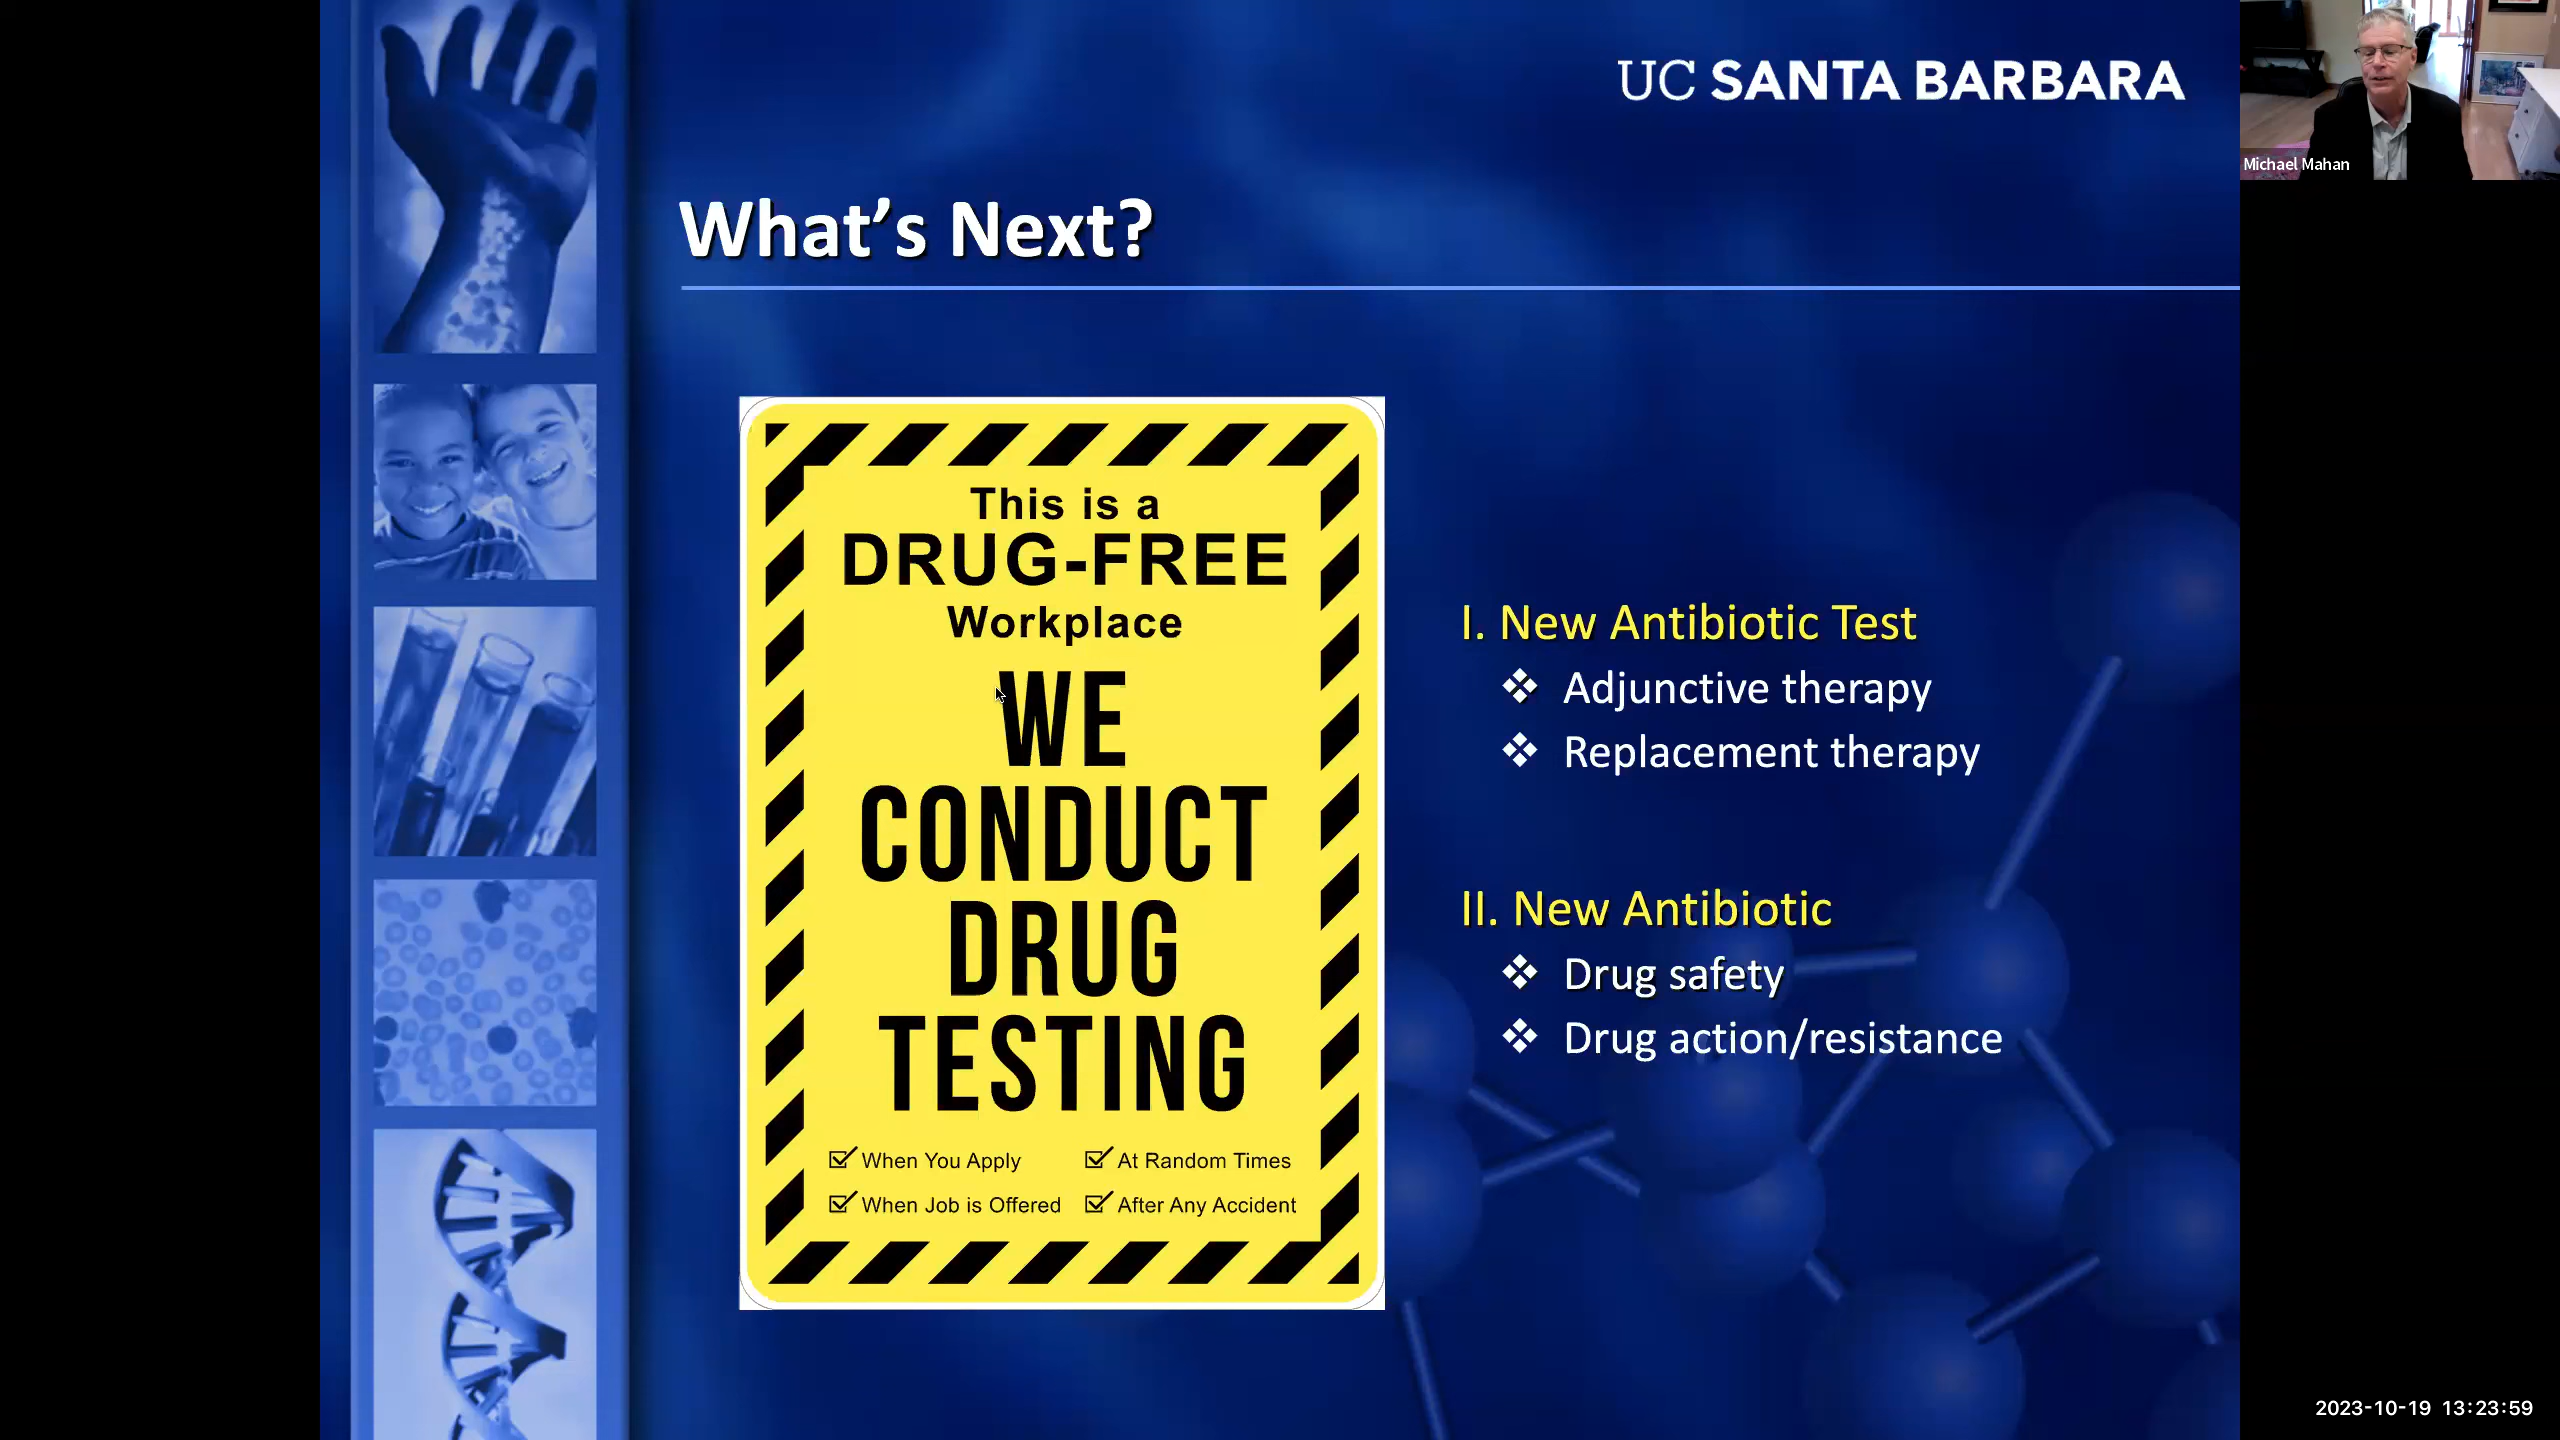 UC SANTA BARBARA
Michael Mahan
What's Next?
This is a
DRUG-FREE
Workplace
WE
CONDUCT
DRUG
TESTING
When You Apply
At Random Times
When Job is Offered
After Any Accident
I. New Antibiotic Test
❖ Adjunctive therapy
❖ Replacement therapy
II. New Antibiotic
❖ Drug safety
❖ Drug action/resistance
2023-10-19 13:23:59